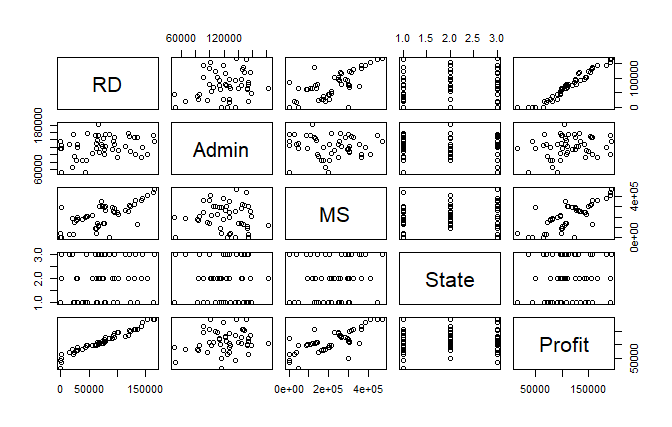 60000 120000 1.0 1.5 2.0 2.5 3.0
RD
0 100000
60000 180000
Admin
MS
0e+00 4e+05
1.0 2.0 3.0
State
Profit
50000
0 50000 150000 0e+00 2e+05 4e+05 50000 150000